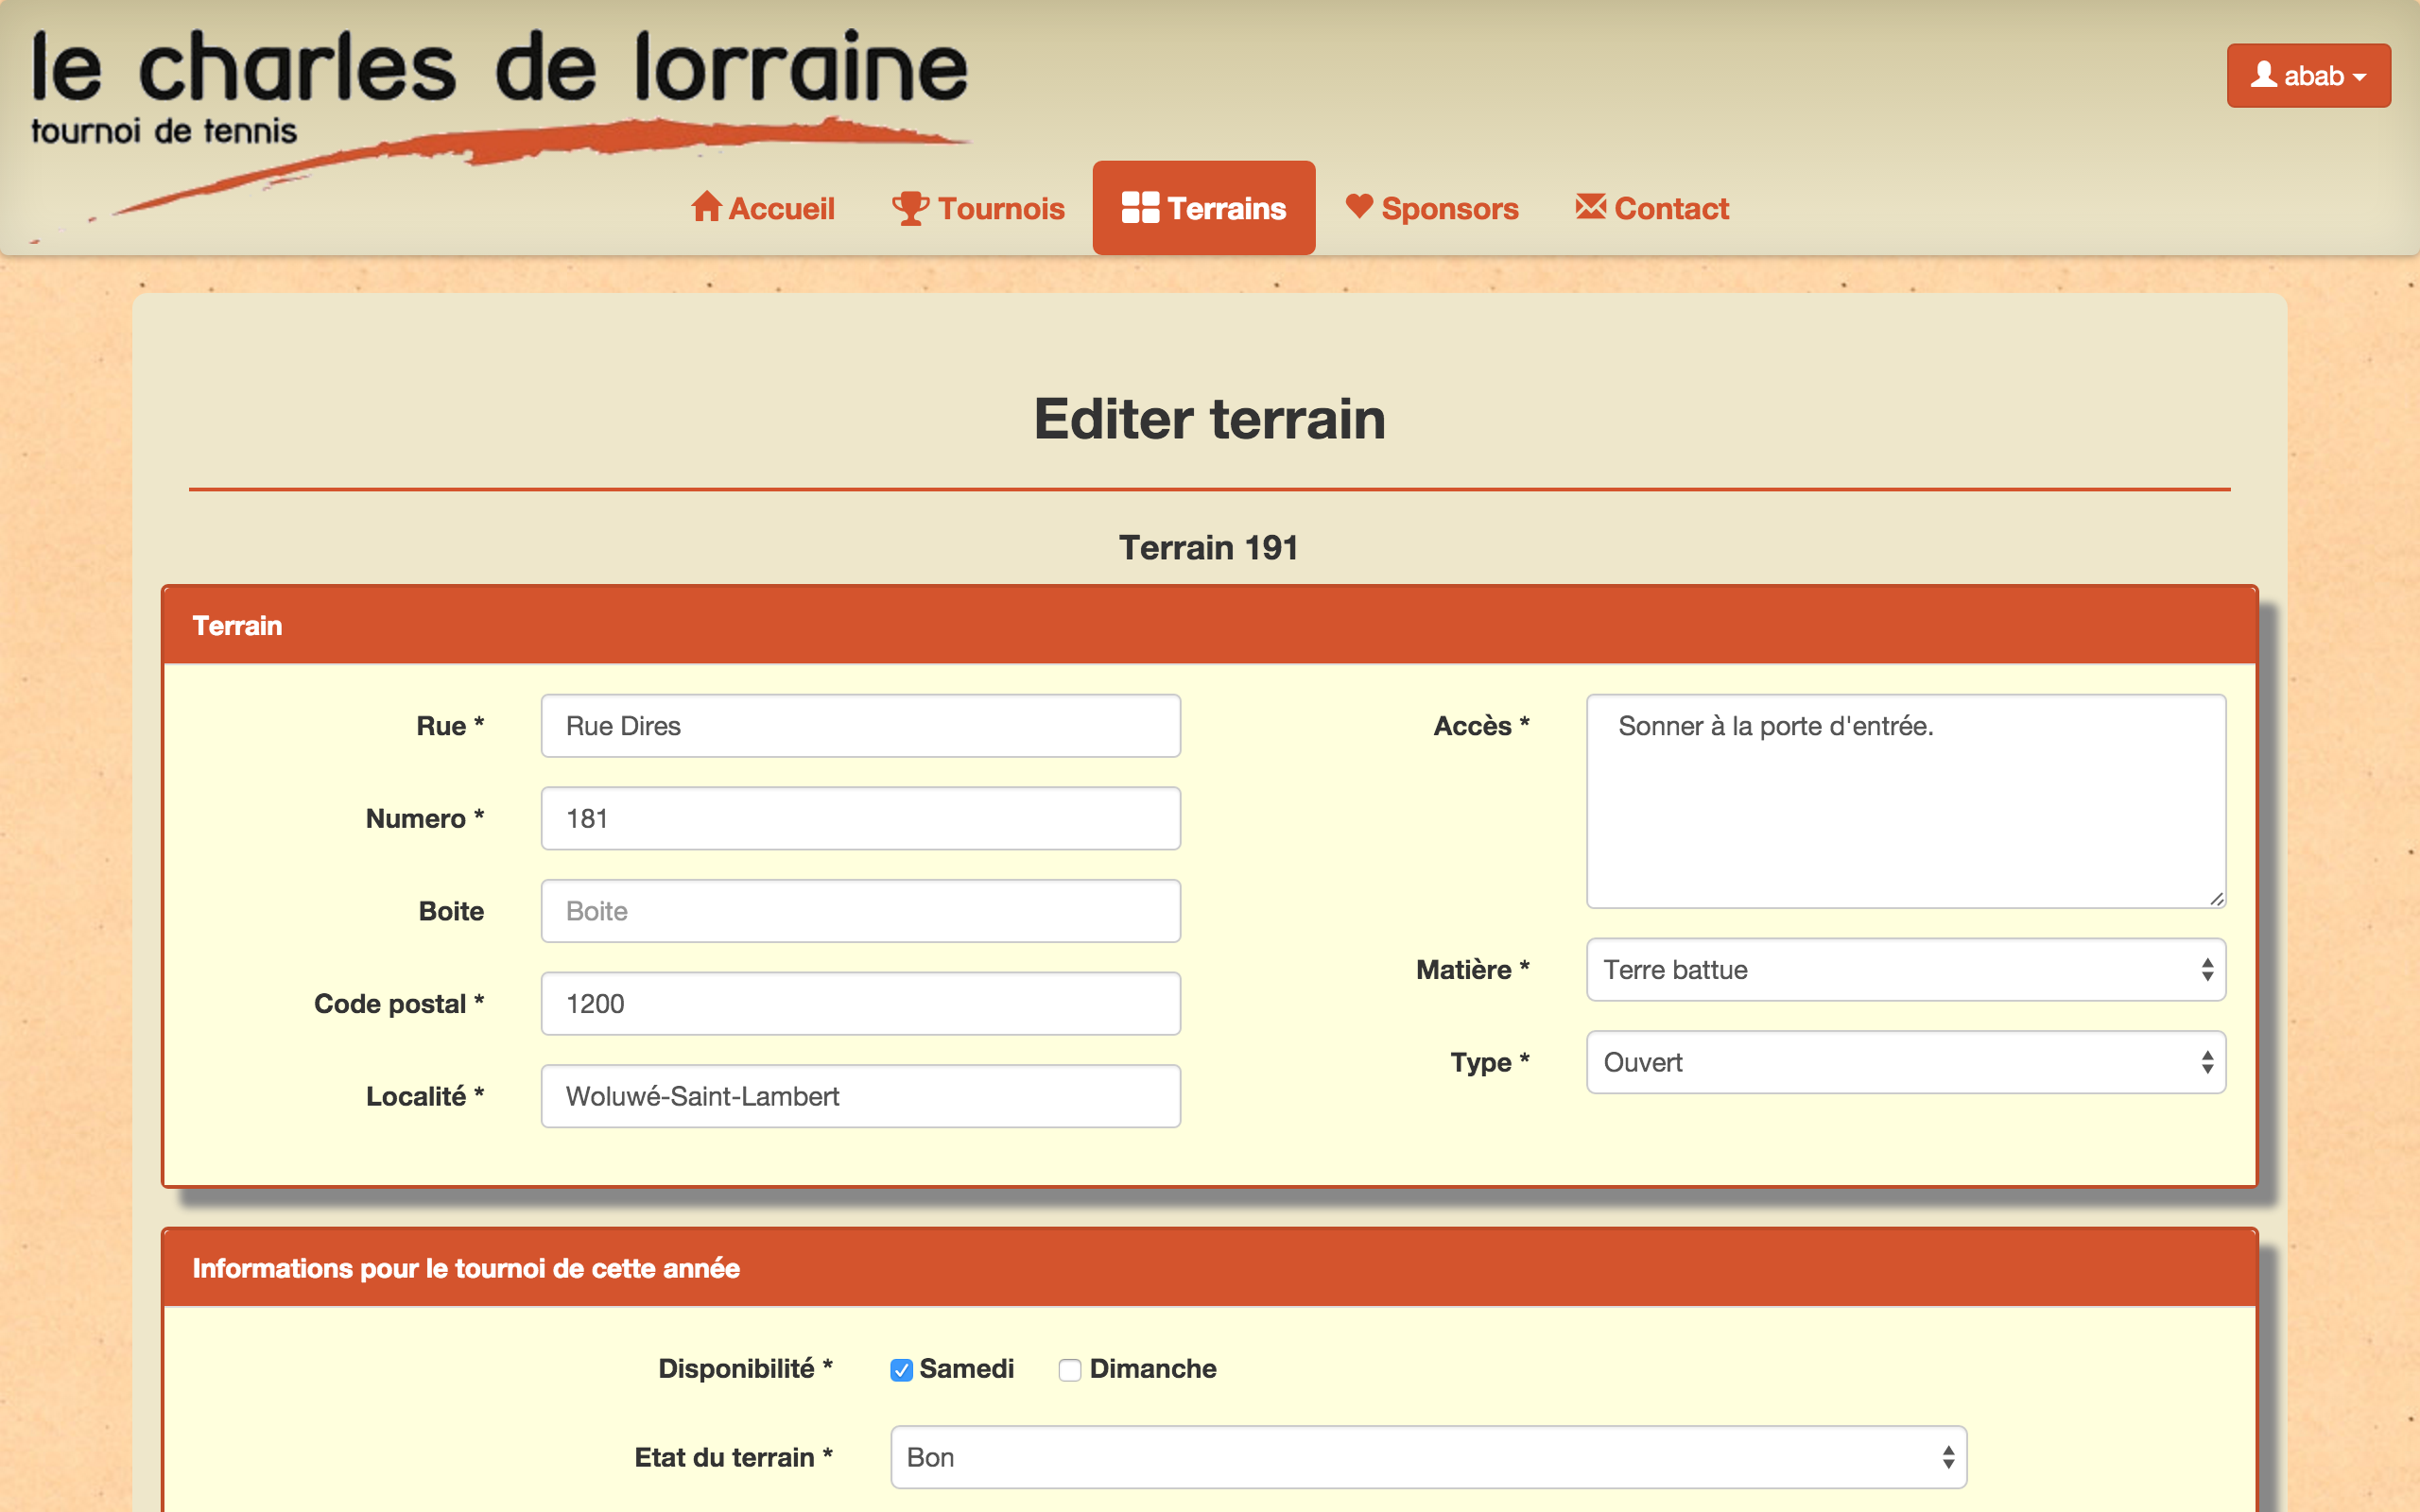 le charles de lorraine
tournoi de tennis
abab
Accueil Tournois Terrains Sponsors Contact
Editer terrain
Terrain 191
Terrain
Rue * Rue Dires
Numero * 181
Boite Boite
Code postal * 1200
Localité * Woluwé-Saint-Lambert
Accès * Sonner à la porte d'entrée.
Matière * Terre battue
Type * Ouvert
Informations pour le tournoi de cette année
Disponibilité * Samedi Dimanche
Etat du terrain * Bon